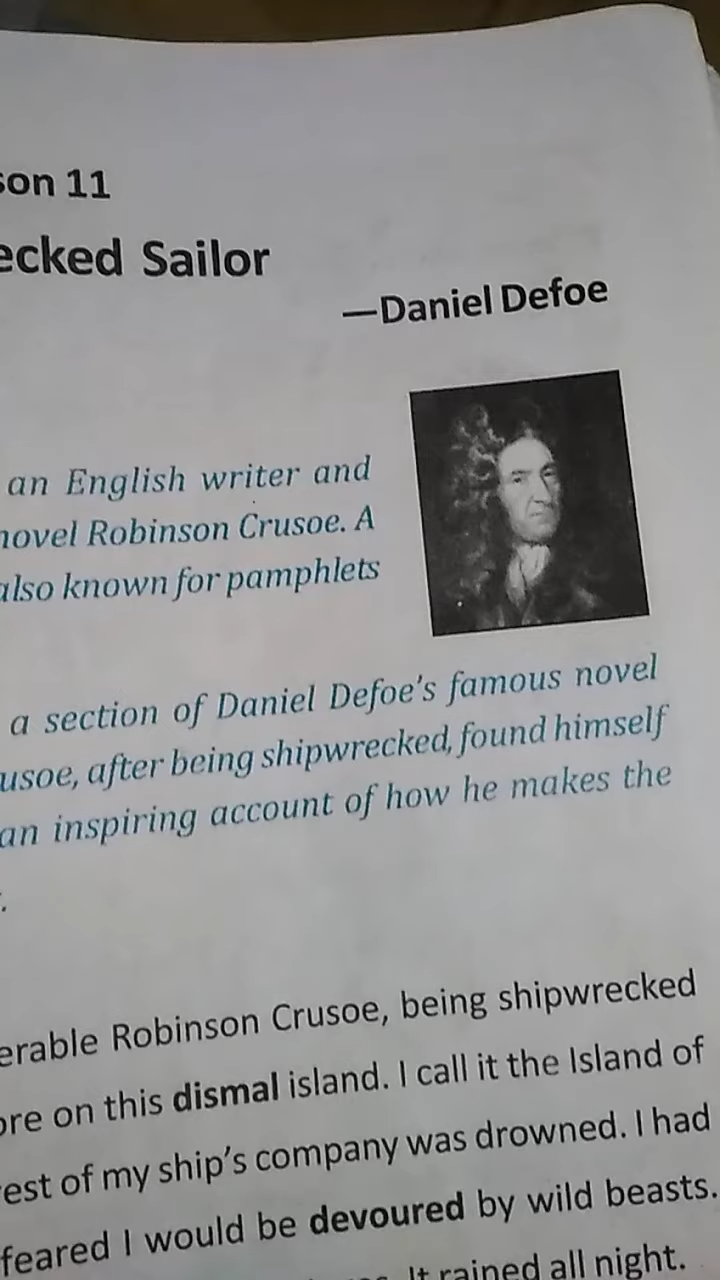 son 11
ecked Sailor
—Daniel Defoe
an English writer and
novel Robinson Crusoe. A
also known for pamphlets
a section of Daniel Defoe's famous novel
usoe, after being shipwrecked, found himself
an inspiring account of how he makes the
.
erable Robinson Crusoe, being shipwrecked
ore on this dismal island. I call it the Island of
rest of my ship's company was drowned. I had
feared I would be devoured by wild beasts.
It rained all night.